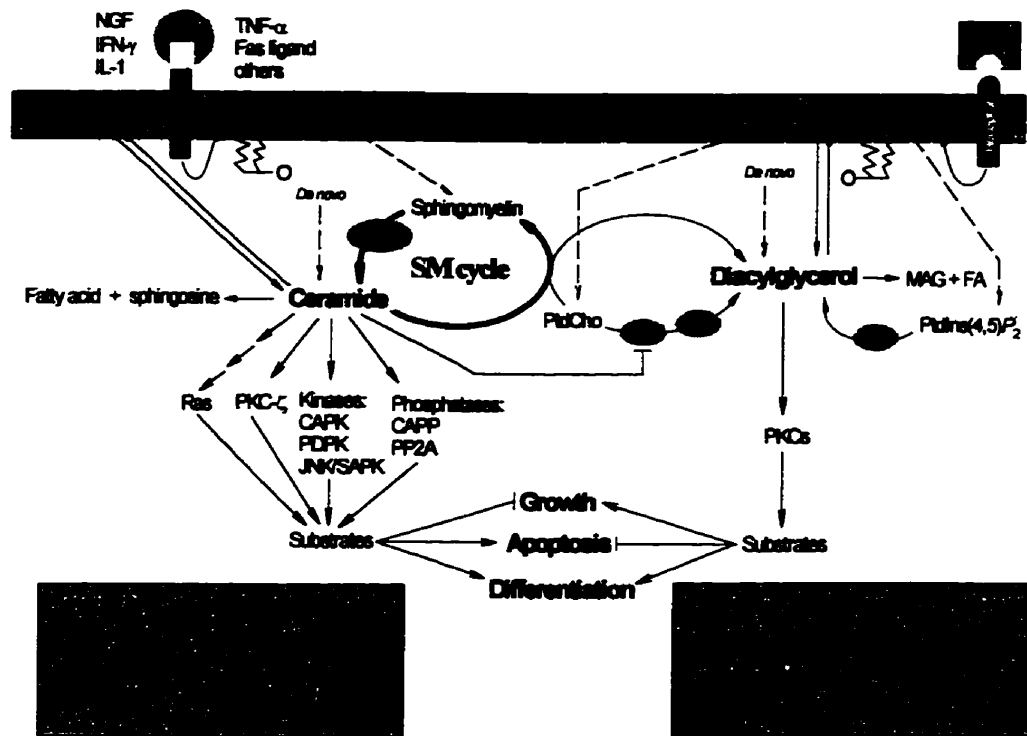 NGF
IFN-γ
IL-1
TNF-α
Fas ligand
others
De novo
Sphingomyelin
SM cycle
Fatty acid + sphingosine
Ceramide
De novo
Diacylglycerol
MAG + FA
PtdCho
PtdIns(4,5)P2
Ras
PKC-ζ
Kinases:
CAPK
PDPK
JNK/SAPK
Phosphatases:
CAPP
PP2A
PKCs
Growth
Substrates
Apoptosis
Substrates
Differentiation